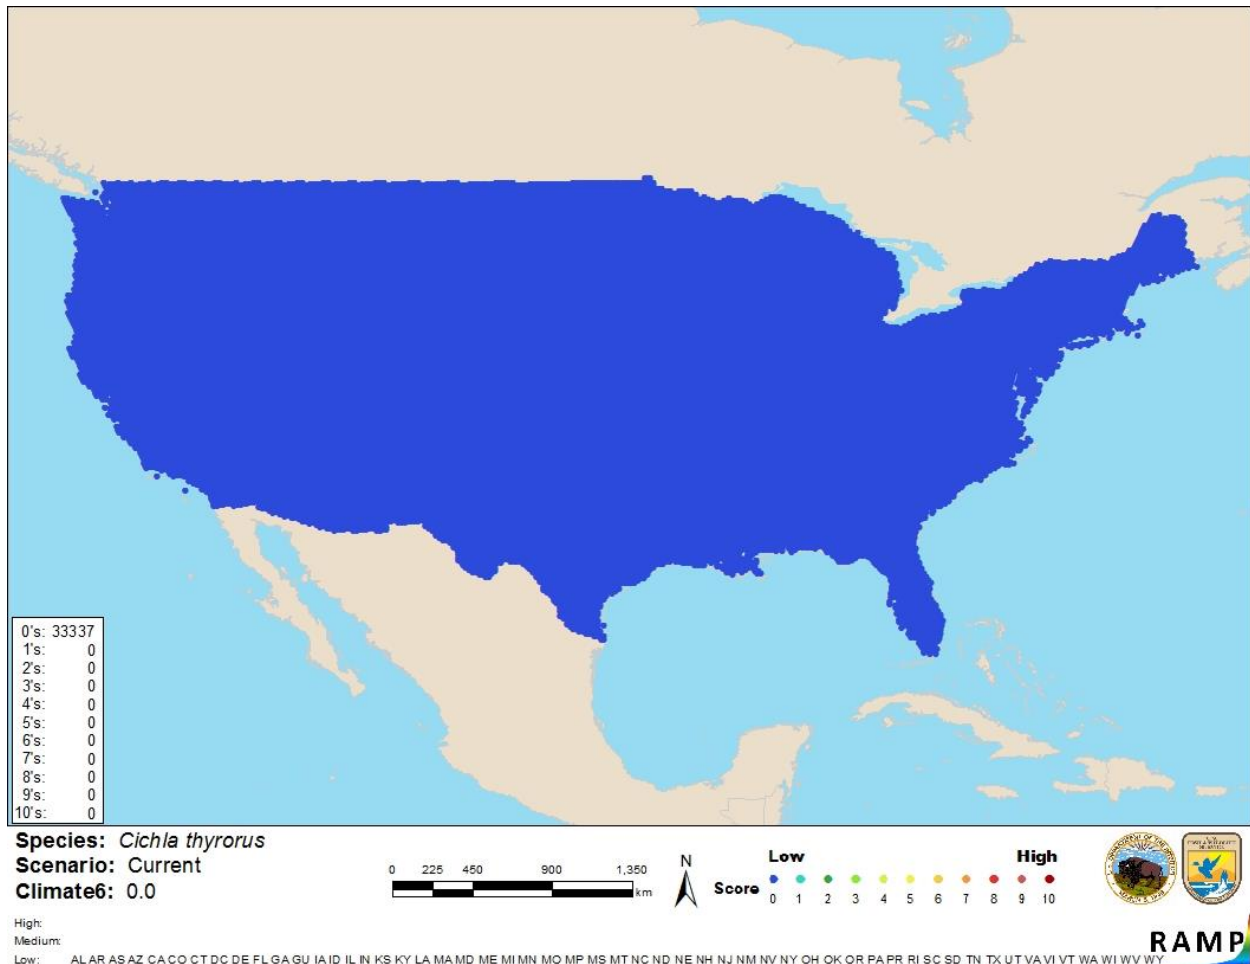 0's: 33337
1's: 0
2's: 0
3's: 0
4's: 0
5's: 0
6's: 0
7's: 0
8's: 0
9's: 0
10's: 0
Species: Cichla thyrorus
Scenario: Current
Climate6: 0.0
0 225 450 900 1,350
km
N
Low High
Score 0 1 2 3 4 5 6 7 8 9 10
RAMP
High:
Medium:
Low: AL AR AS AZ CA CO CT DC DE FL GA GU IA ID IL IN KS KY LA MA MD ME MI MN MO MP MS MT NC ND NE NH NJ NM NV NY OH OK OR PA PR RI SC SD TN TX UT VA VI VT WA WI WV WY